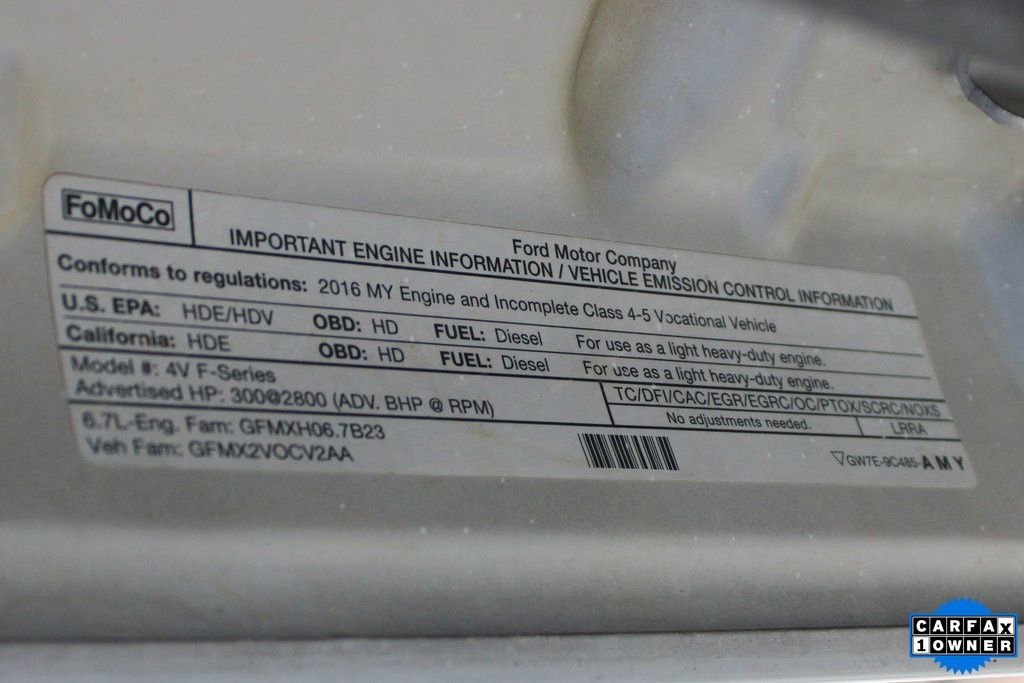 FoMoCo
Ford Motor Company
IMPORTANT ENGINE INFORMATION / VEHICLE EMISSION CONTROL INFORMATION
Conforms to regulations: 2016 MY Engine and Incomplete Class 4-5 Vocational Vehicle
U.S. EPA: HDE/HDV OBD: HD FUEL: Diesel For use as a light heavy-duty engine.
California: HDE OBD: HD FUEL: Diesel For use as a light heavy-duty engine.
Model #: 4V F-Series
TC/DFI/CAC/EGR/EGRC/OC/PTOX/SCRC/NOXS
Advertised HP: 300@2800 (ADV. BHP @ RPM)
No adjustments needed. LRRA
6.7L-Eng. Fam: GFMXH06.7B23
Veh Fam: GFMX2VOCV2AA
GW7E-9C485-AMY
CARFAX
1 OWNER